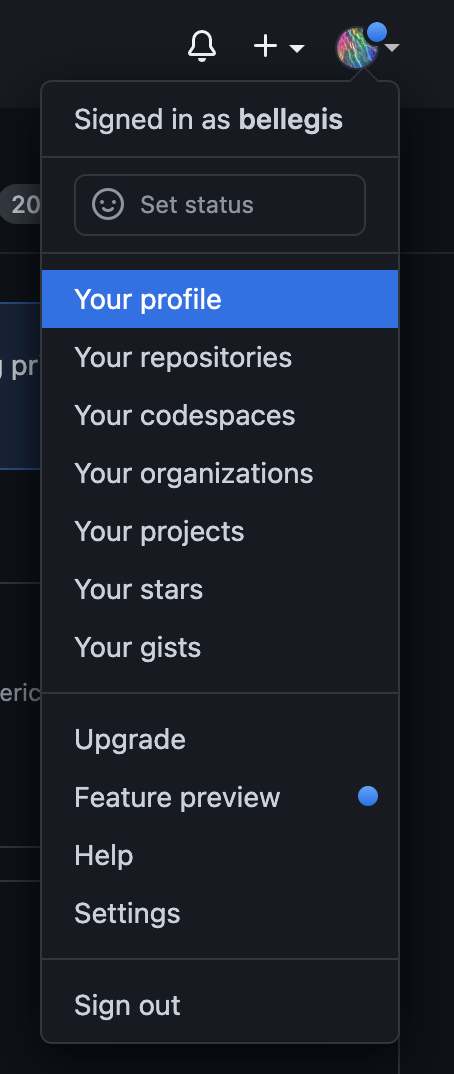 Signed in as bellegis
20
Set status
Your profile
g pr
Your repositories
Your codespaces
Your organizations
Your projects
Your stars
Your gists
eric
Upgrade
Feature preview
Help
Settings
Sign out